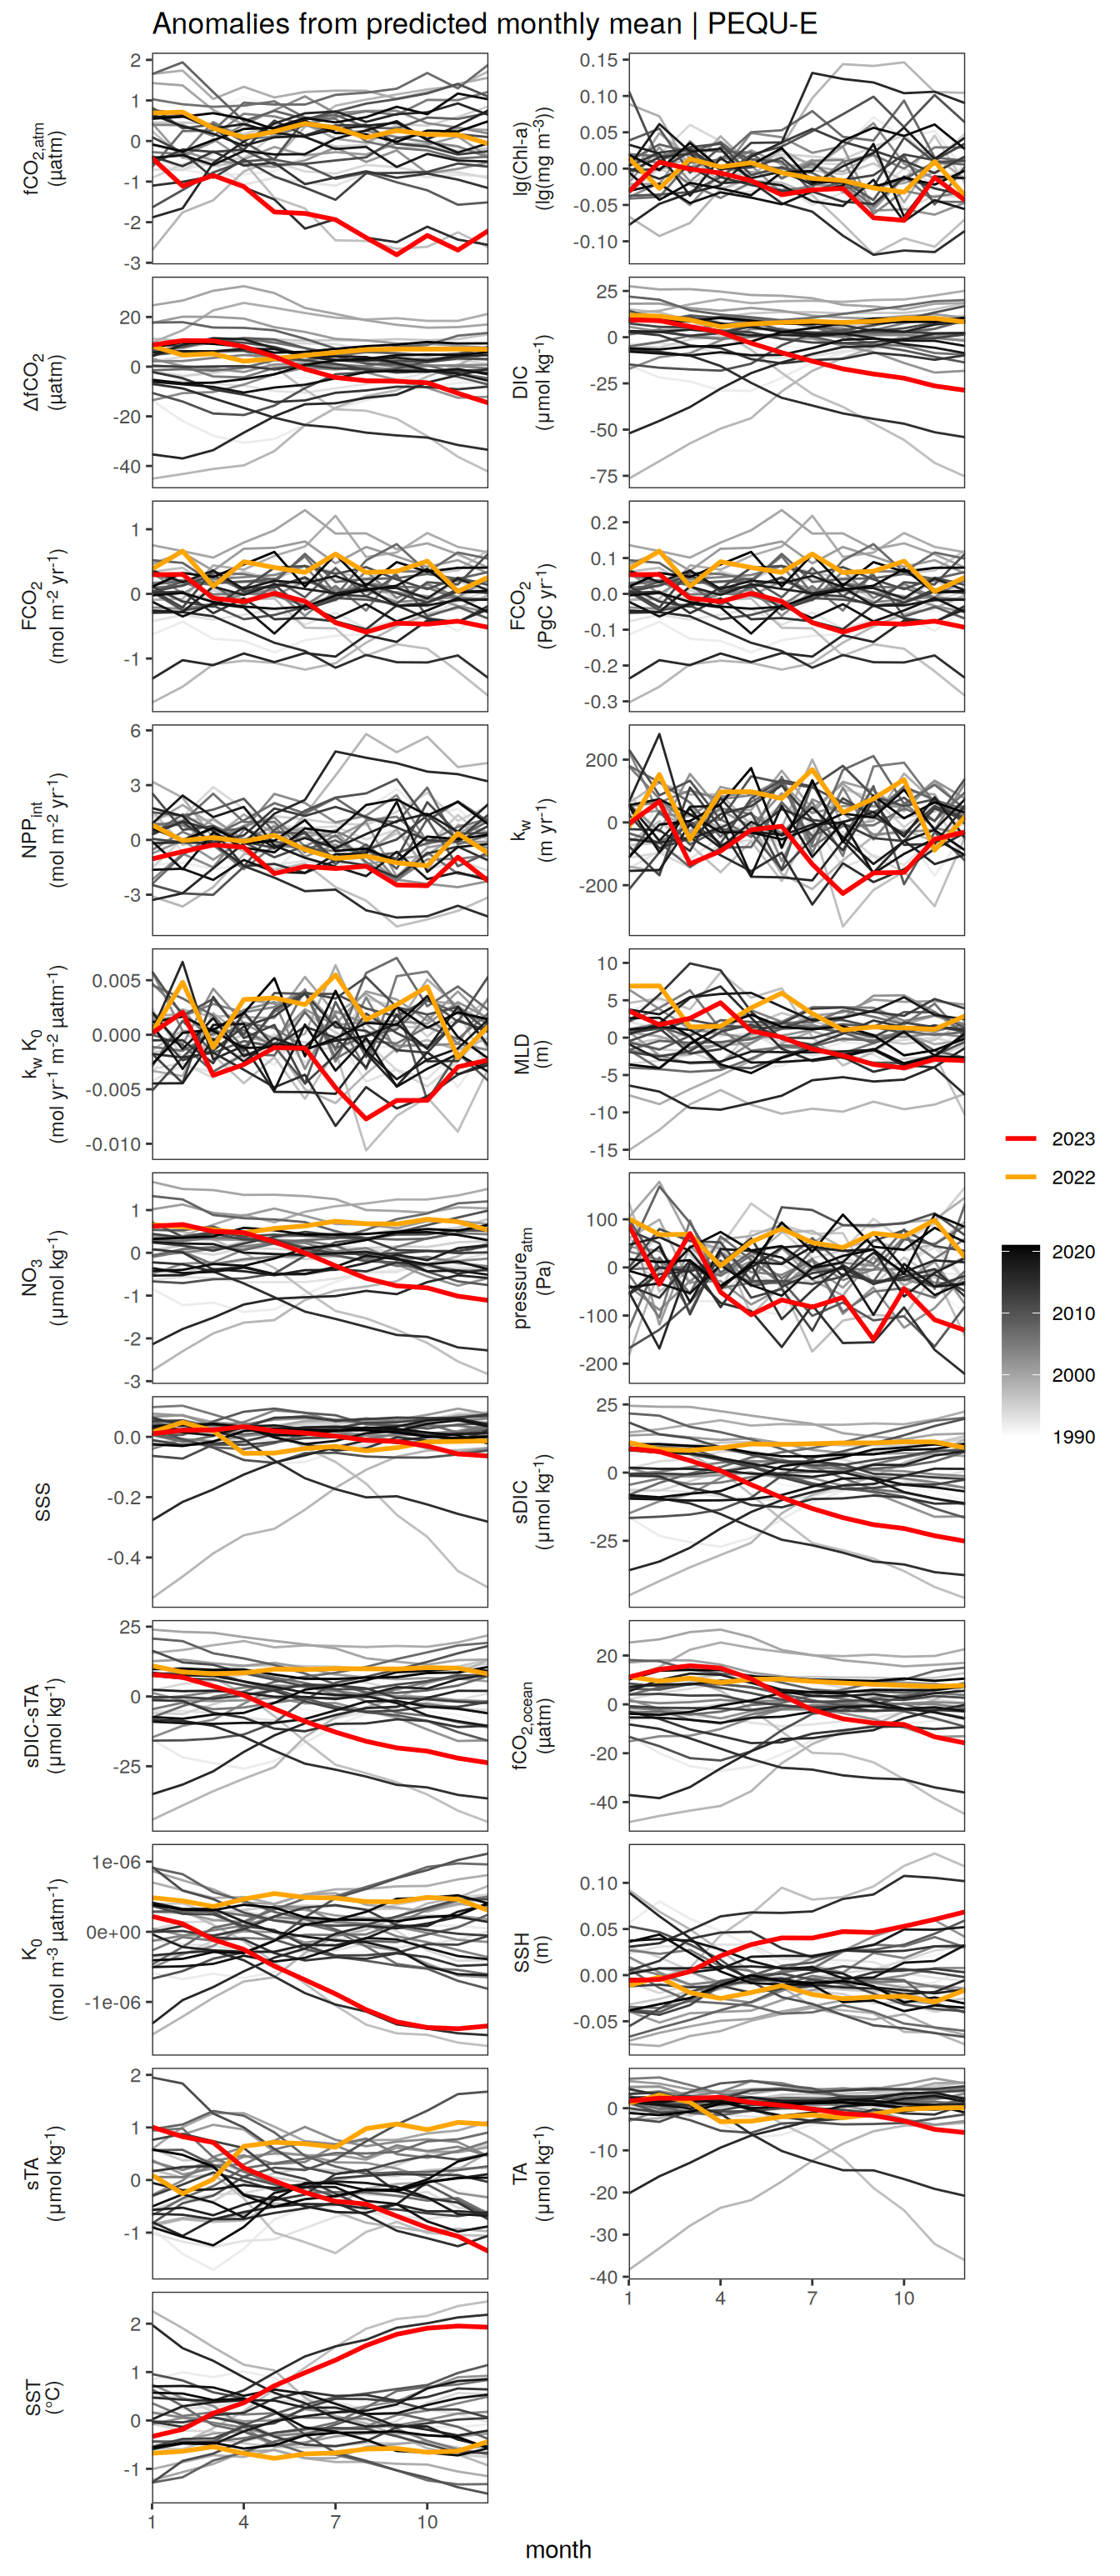 Anomalies from predicted monthly mean | PEQU-E
fCO2,atm
(µatm)
2
1
0
-1
-2
-3
lg(Chl-a)
(lg(mg m-3))
0.15
0.10
0.05
0.00
-0.05
-0.10
ΔfCO2
(µatm)
20
0
-20
-40
DIC
(µmol kg-1)
25
0
-25
-50
-75
FCO2
(mol m-2 yr-1)
1
0
-1
FCO2
(PgC yr-1)
0.2
0.1
0.0
-0.1
-0.2
-0.3
NPPint
(mol m-2 yr-1)
6
3
0
-3
kw
(m yr-1)
200
0
-200
kw K0
(mol yr-1 m-2 µatm-1)
0.005
0.000
-0.005
-0.010
MLD
(m)
10
5
0
-5
-10
-15
NO3
(µmol kg-1)
1
0
-1
-2
-3
pressureatm
(Pa)
100
0
-100
-200
2023
2022
2020
2010
2000
1990
SSS
0.0
-0.2
-0.4
sDIC
(µmol kg-1)
25
0
-25
sDIC-sTA
(µmol kg-1)
25
0
-25
fCO2,ocean
(µatm)
20
0
-20
-40
K0
(mol m-3 µatm-1)
1e-06
0e+00
-1e-06
SSH
(m)
0.10
0.05
0.00
-0.05
sTA
(µmol kg-1)
2
1
0
-1
TA
(µmol kg-1)
0
-10
-20
-30
-40
1 4 7 10
SST
(°C)
2
1
0
-1
1 4 7 10
month